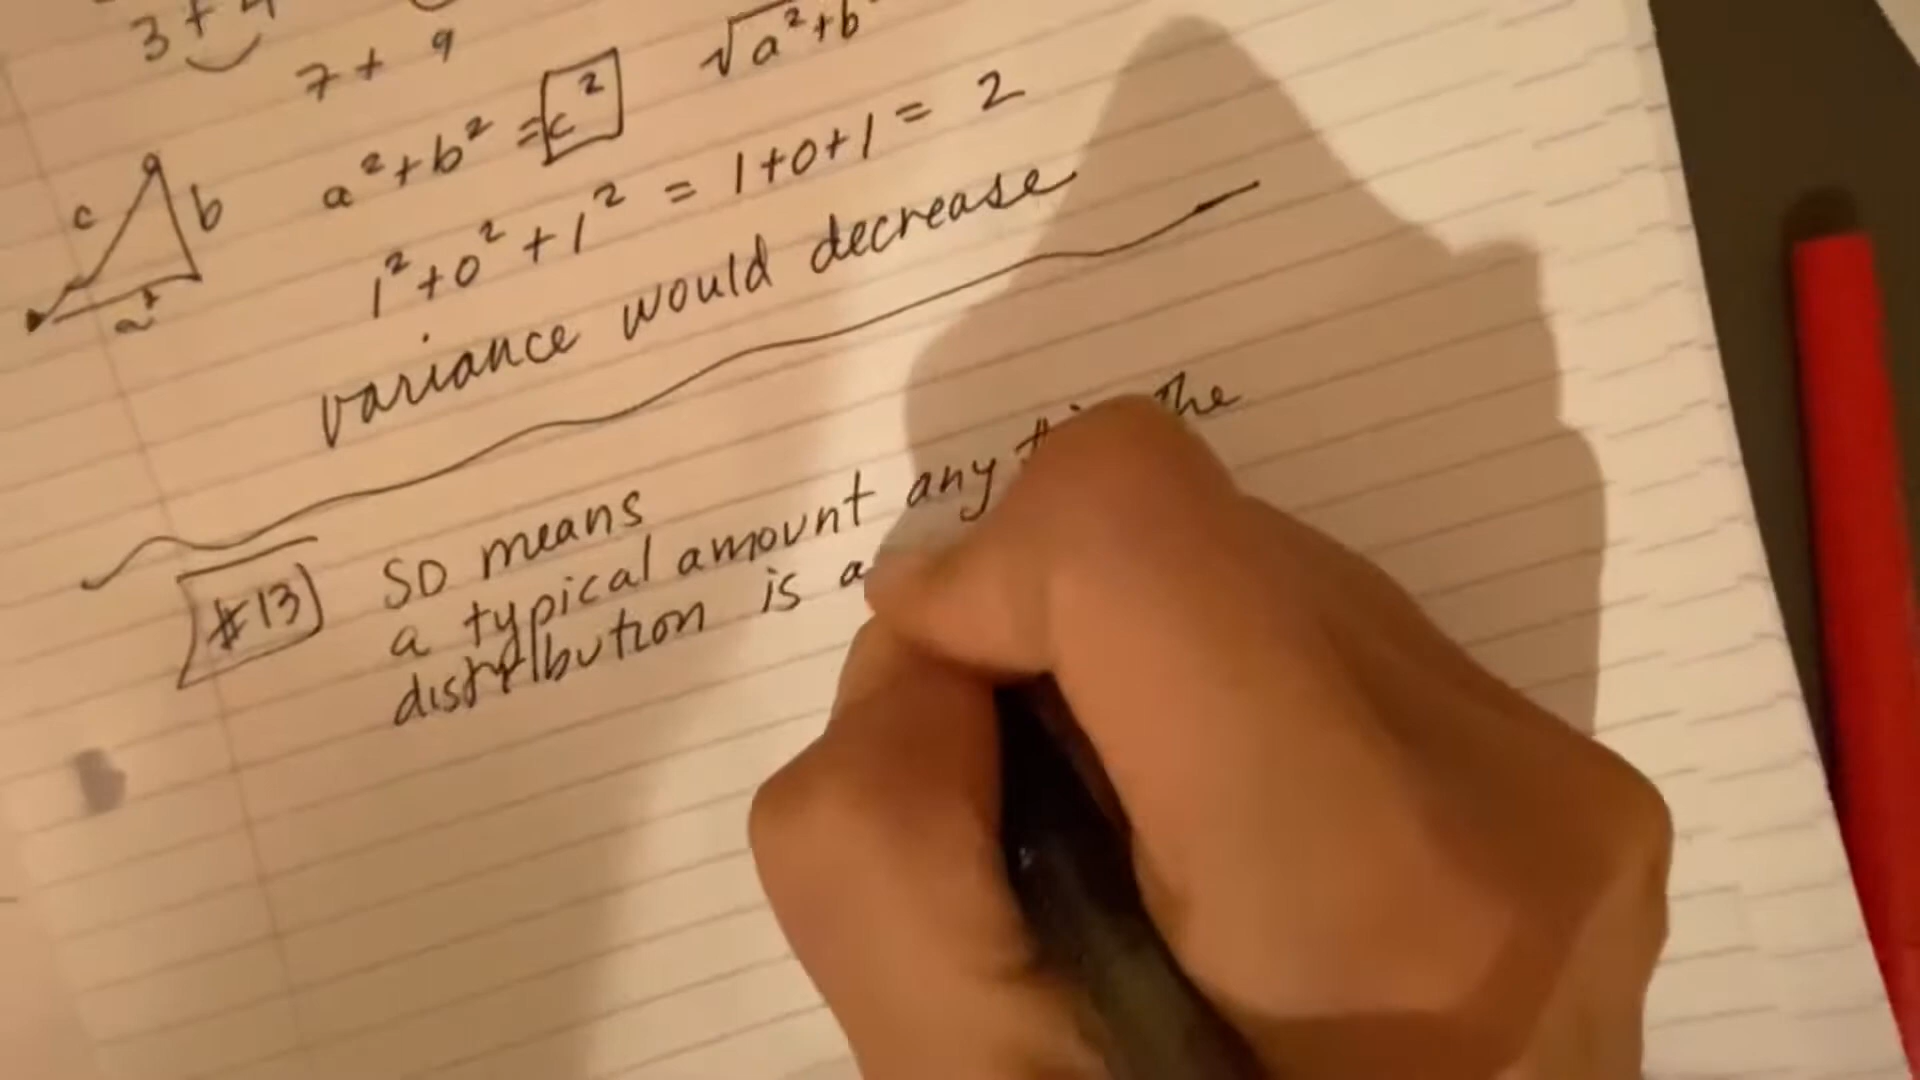 3 + 4
7 + 9
a² + b² = c²
√a² + b
c
b
a
1² + 0² + 1² = 1 + 0 + 1 = 2
variance would decrease
#13
SD means
a typical amount any the
distribution is a